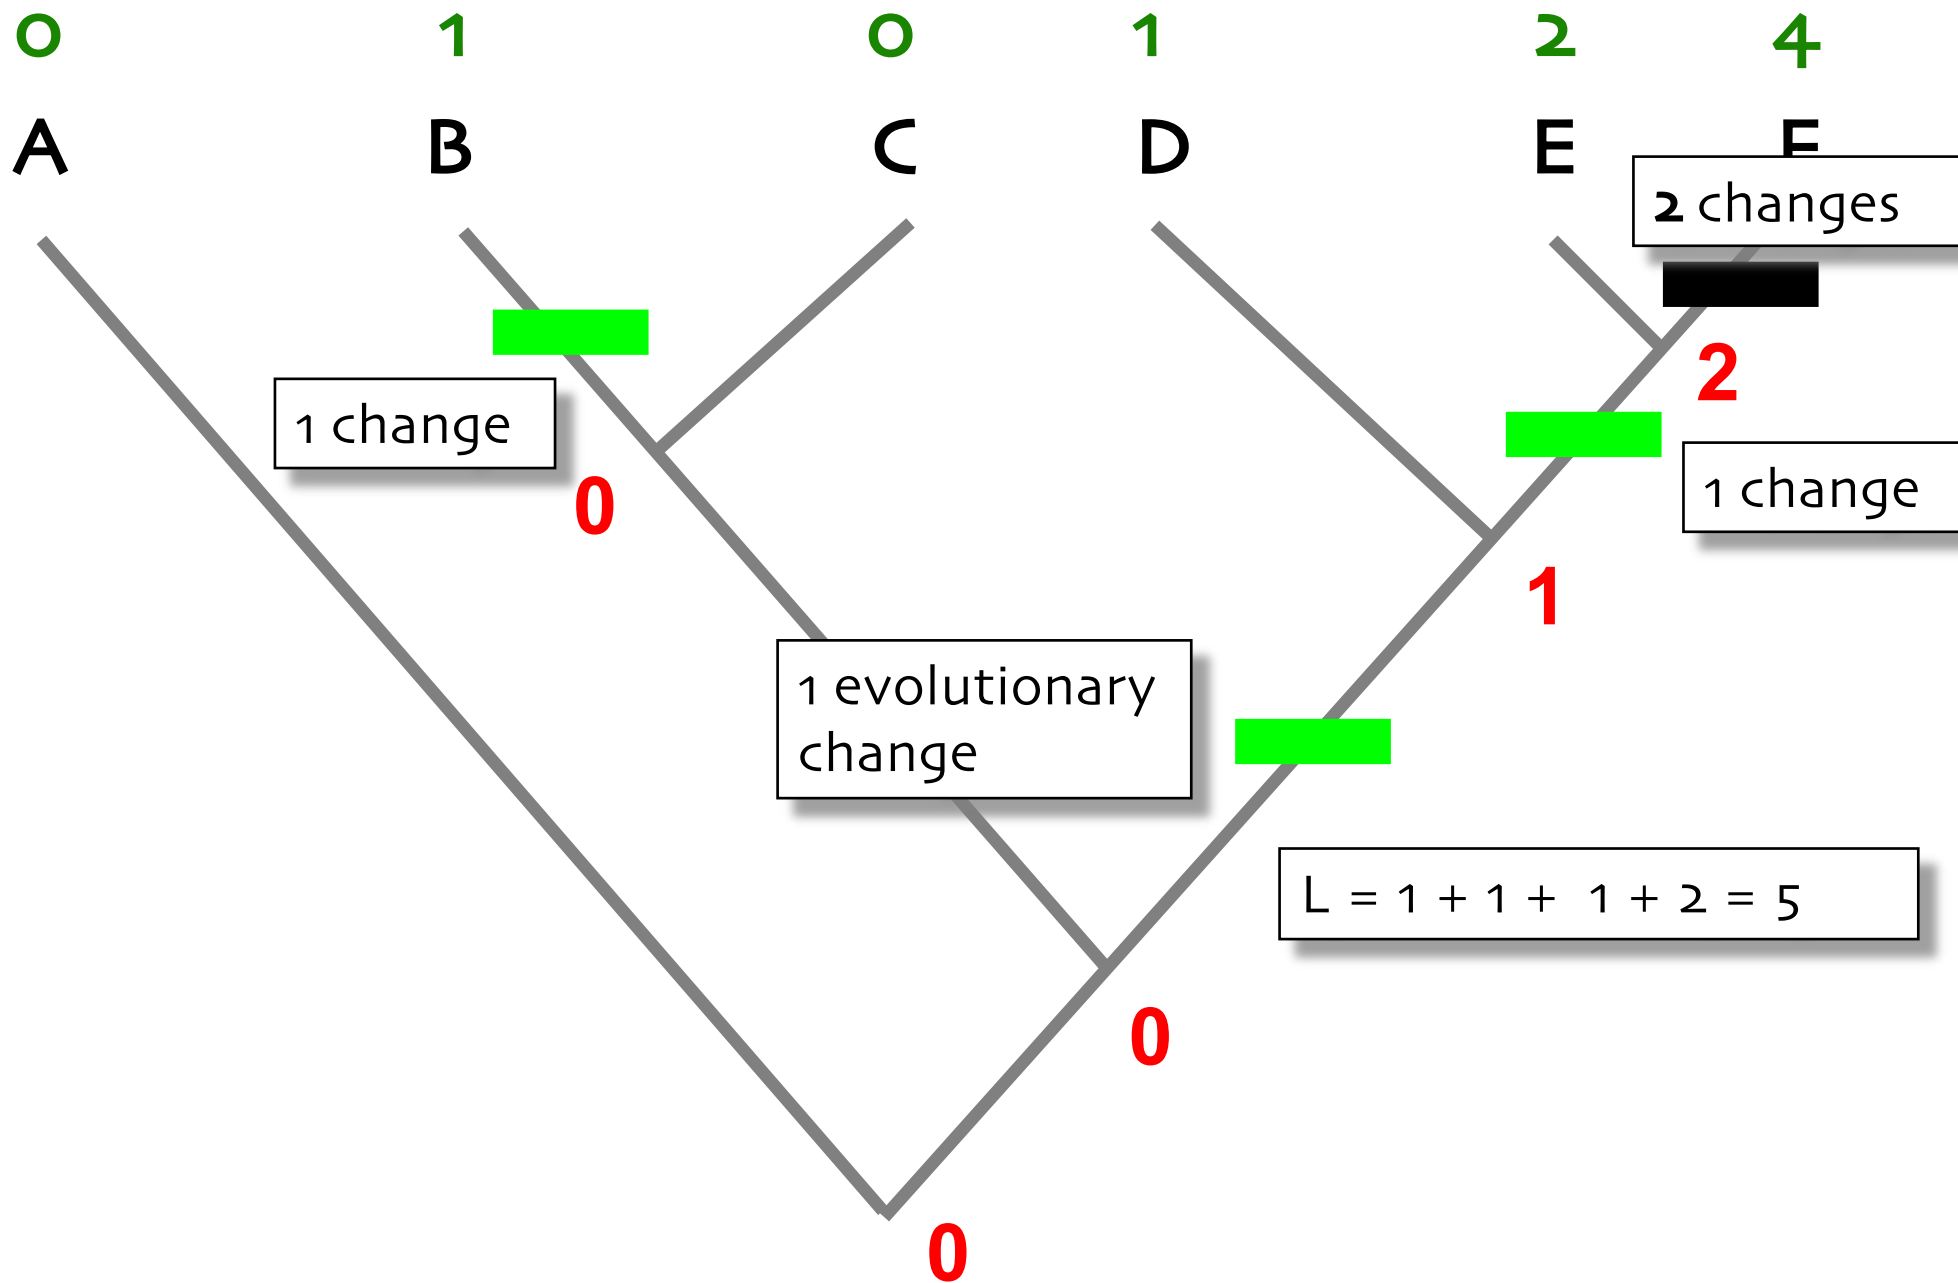 0 1 0 1 2 4
A B C D E F
2 changes
2
1 change
1 change
0
1
1 evolutionary
change
L = 1 + 1 + 1 + 2 = 5
0
0